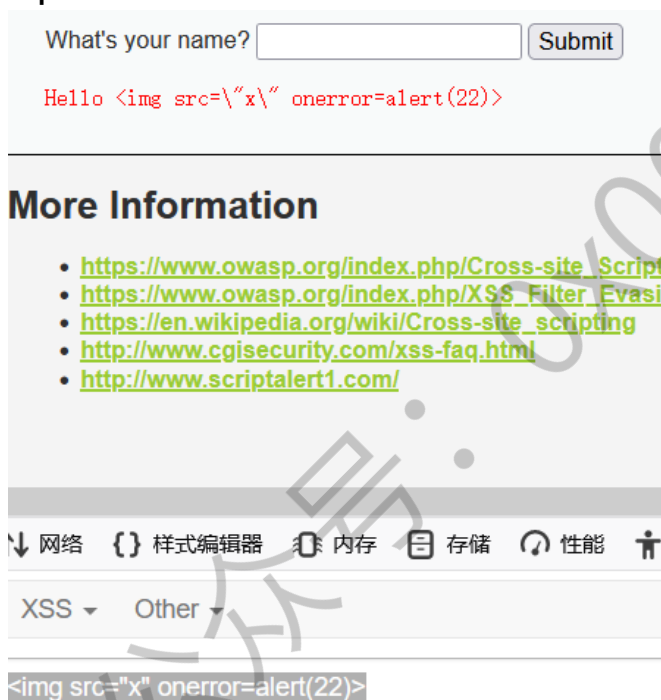 What's your name? Submit
Hello <img src=\"x\" onerror=alert(22)>
More Information
• https://www.owasp.org/index.php/Cross-site_Script
• https://www.owasp.org/index.php/XSS_Filter_Evasi
• https://en.wikipedia.org/wiki/Cross-site_scripting
• http://www.cgisecurity.com/xss-faq.html
• http://www.scriptalert1.com/
网络 {} 样式编辑器 内存 存储 性能
XSS Other
<img src="x" onerror=alert(22)>
众号：0X0